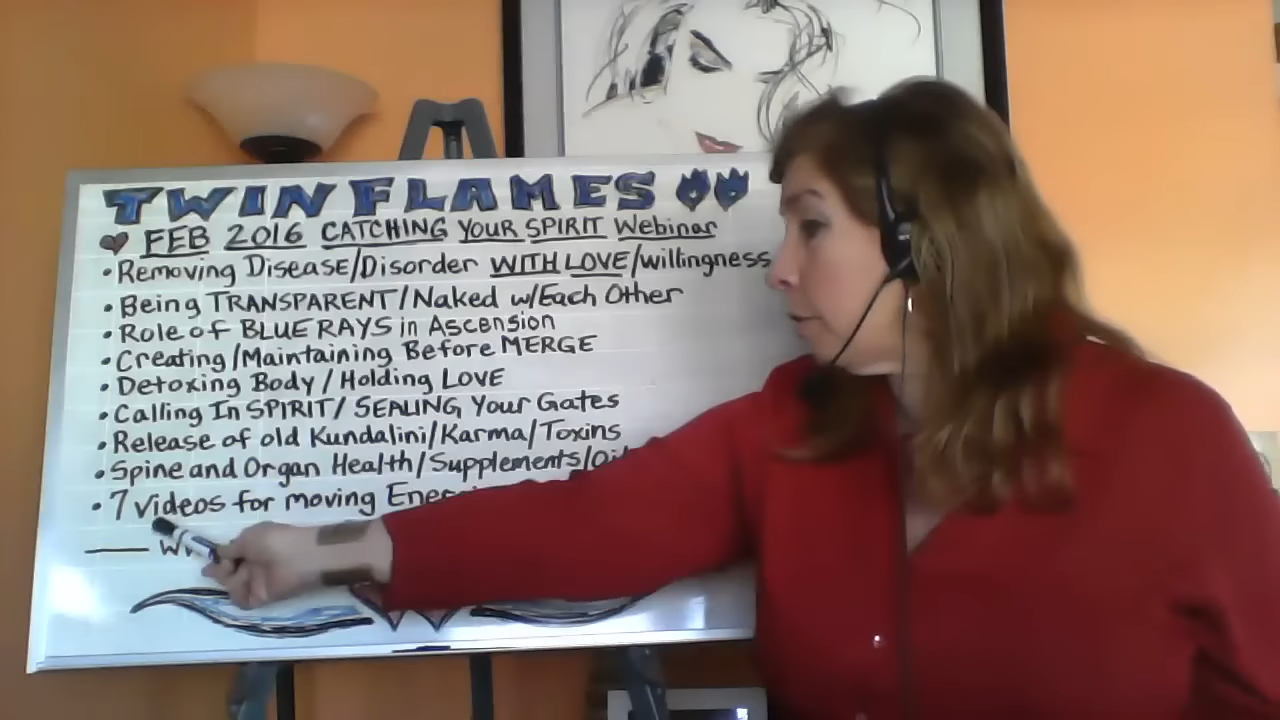 TWIN FLAMES
FEB 2016 CATCHING YOUR SPIRIT Webinar
• Removing Disease/Disorder WITH LOVE/willingness
• Being TRANSPARENT/Naked w/Each Other
• Role of BLUE RAYS in Ascension
• Creating/Maintaining Before MERGE
• Detoxing Body/Holding LOVE
• Calling In SPIRIT/SEALING Your Gates
• Release of old Kundalini/Karma/Toxins
• Spine and Organ Health/Supplements/
• 7 videos for moving